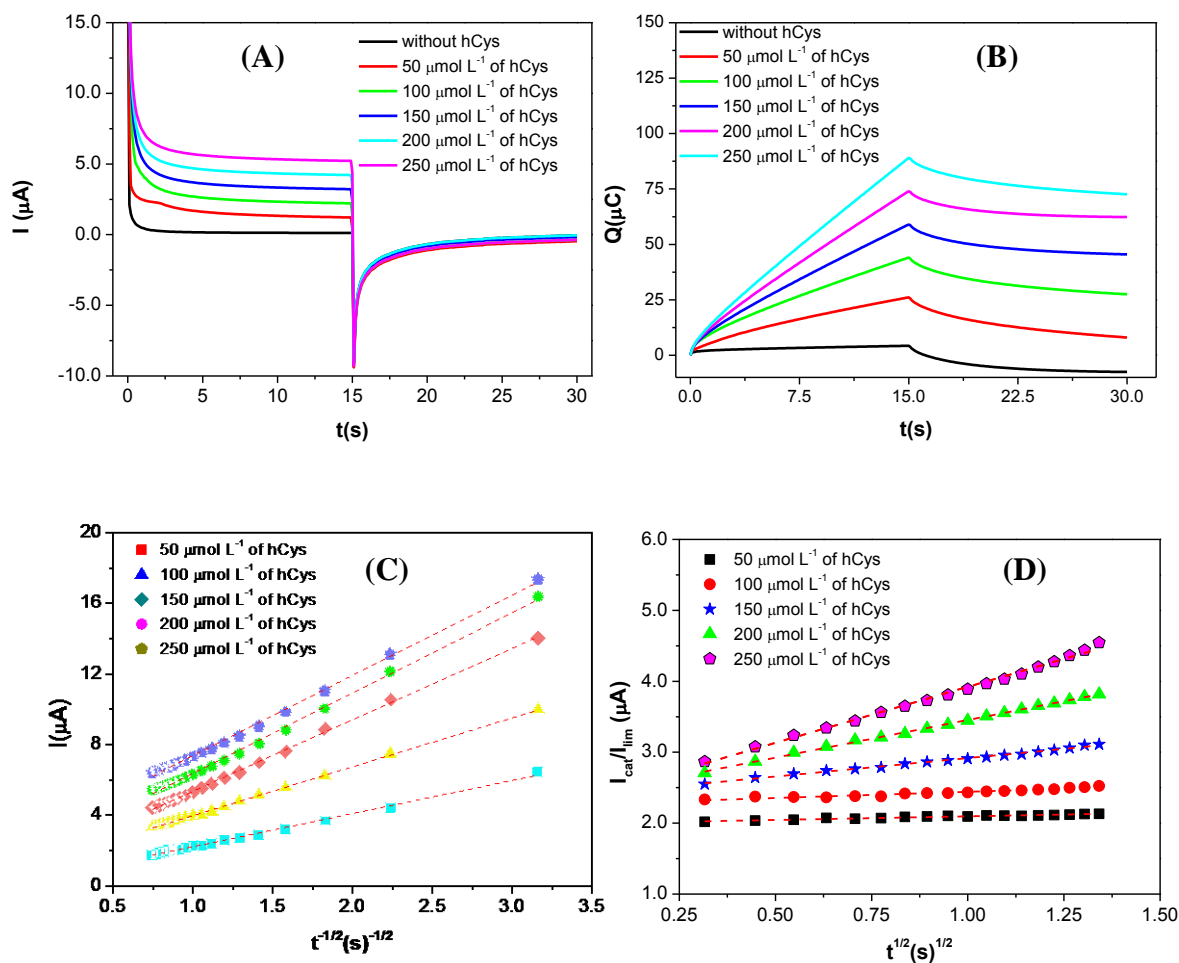 (A)
I (μA)
15.0
10.0
5.0
0.0
-5.0
-10.0
without hCys
50 μmol L⁻¹ of hCys
100 μmol L⁻¹ of hCys
150 μmol L⁻¹ of hCys
200 μmol L⁻¹ of hCys
250 μmol L⁻¹ of hCys
0 5 10 15 20 25 30
t(s)
(B)
Q(μC)
150
125
100
75
50
25
0
without hCys
50 μmol L⁻¹ of hCys
100 μmol L⁻¹ of hCys
150 μmol L⁻¹ of hCys
200 μmol L⁻¹ of hCys
250 μmol L⁻¹ of hCys
0.0 7.5 15.0 22.5 30.0
t(s)
(C)
I(μA)
20
16
12
8
4
0
50 μmol L⁻¹ of hCys
100 μmol L⁻¹ of hCys
150 μmol L⁻¹ of hCys
200 μmol L⁻¹ of hCys
250 μmol L⁻¹ of hCys
0.5 1.0 1.5 2.0 2.5 3.0 3.5
t⁻¹/²(s)⁻¹/²
(D)
Icat/Ilim (μA)
6.0
5.0
4.0
3.0
2.0
1.0
50 μmol L⁻¹ of hCys
100 μmol L⁻¹ of hCys
150 μmol L⁻¹ of hCys
200 μmol L⁻¹ of hCys
250 μmol L⁻¹ of hCys
0.25 0.50 0.75 1.00 1.25 1.50
t¹/²(s)¹/²